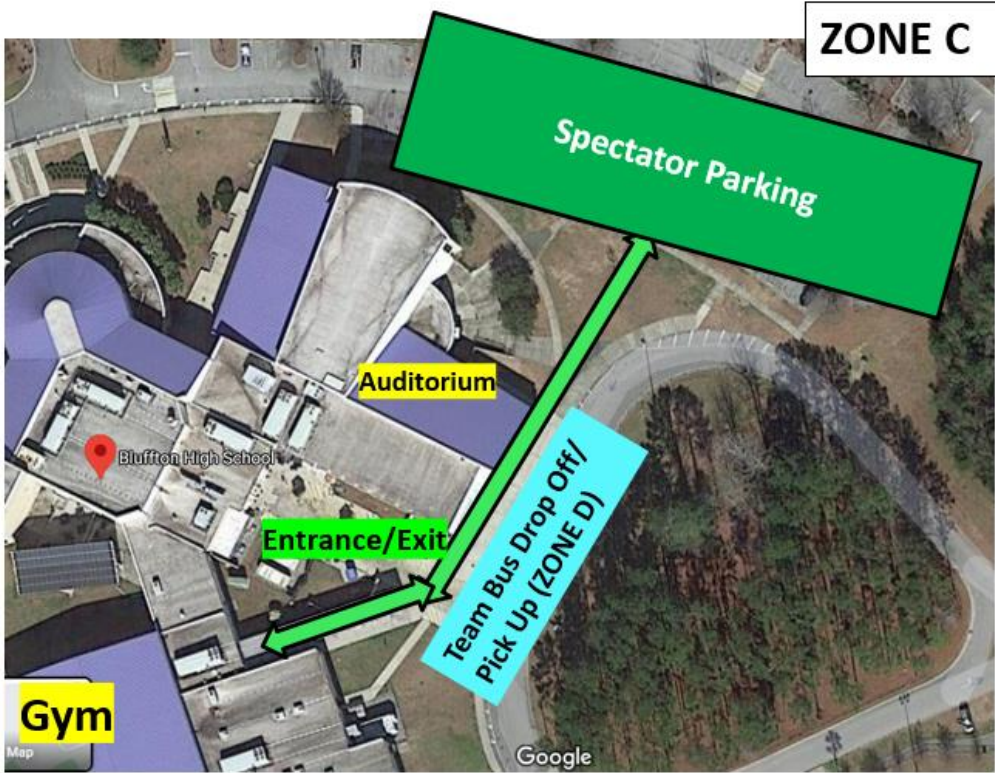 ZONE C
Spectator Parking
Auditorium
Bluffton High School
Entrance/Exit
Team Bus Drop Off/
Pick Up (ZONE D)
Gym
Map
Google